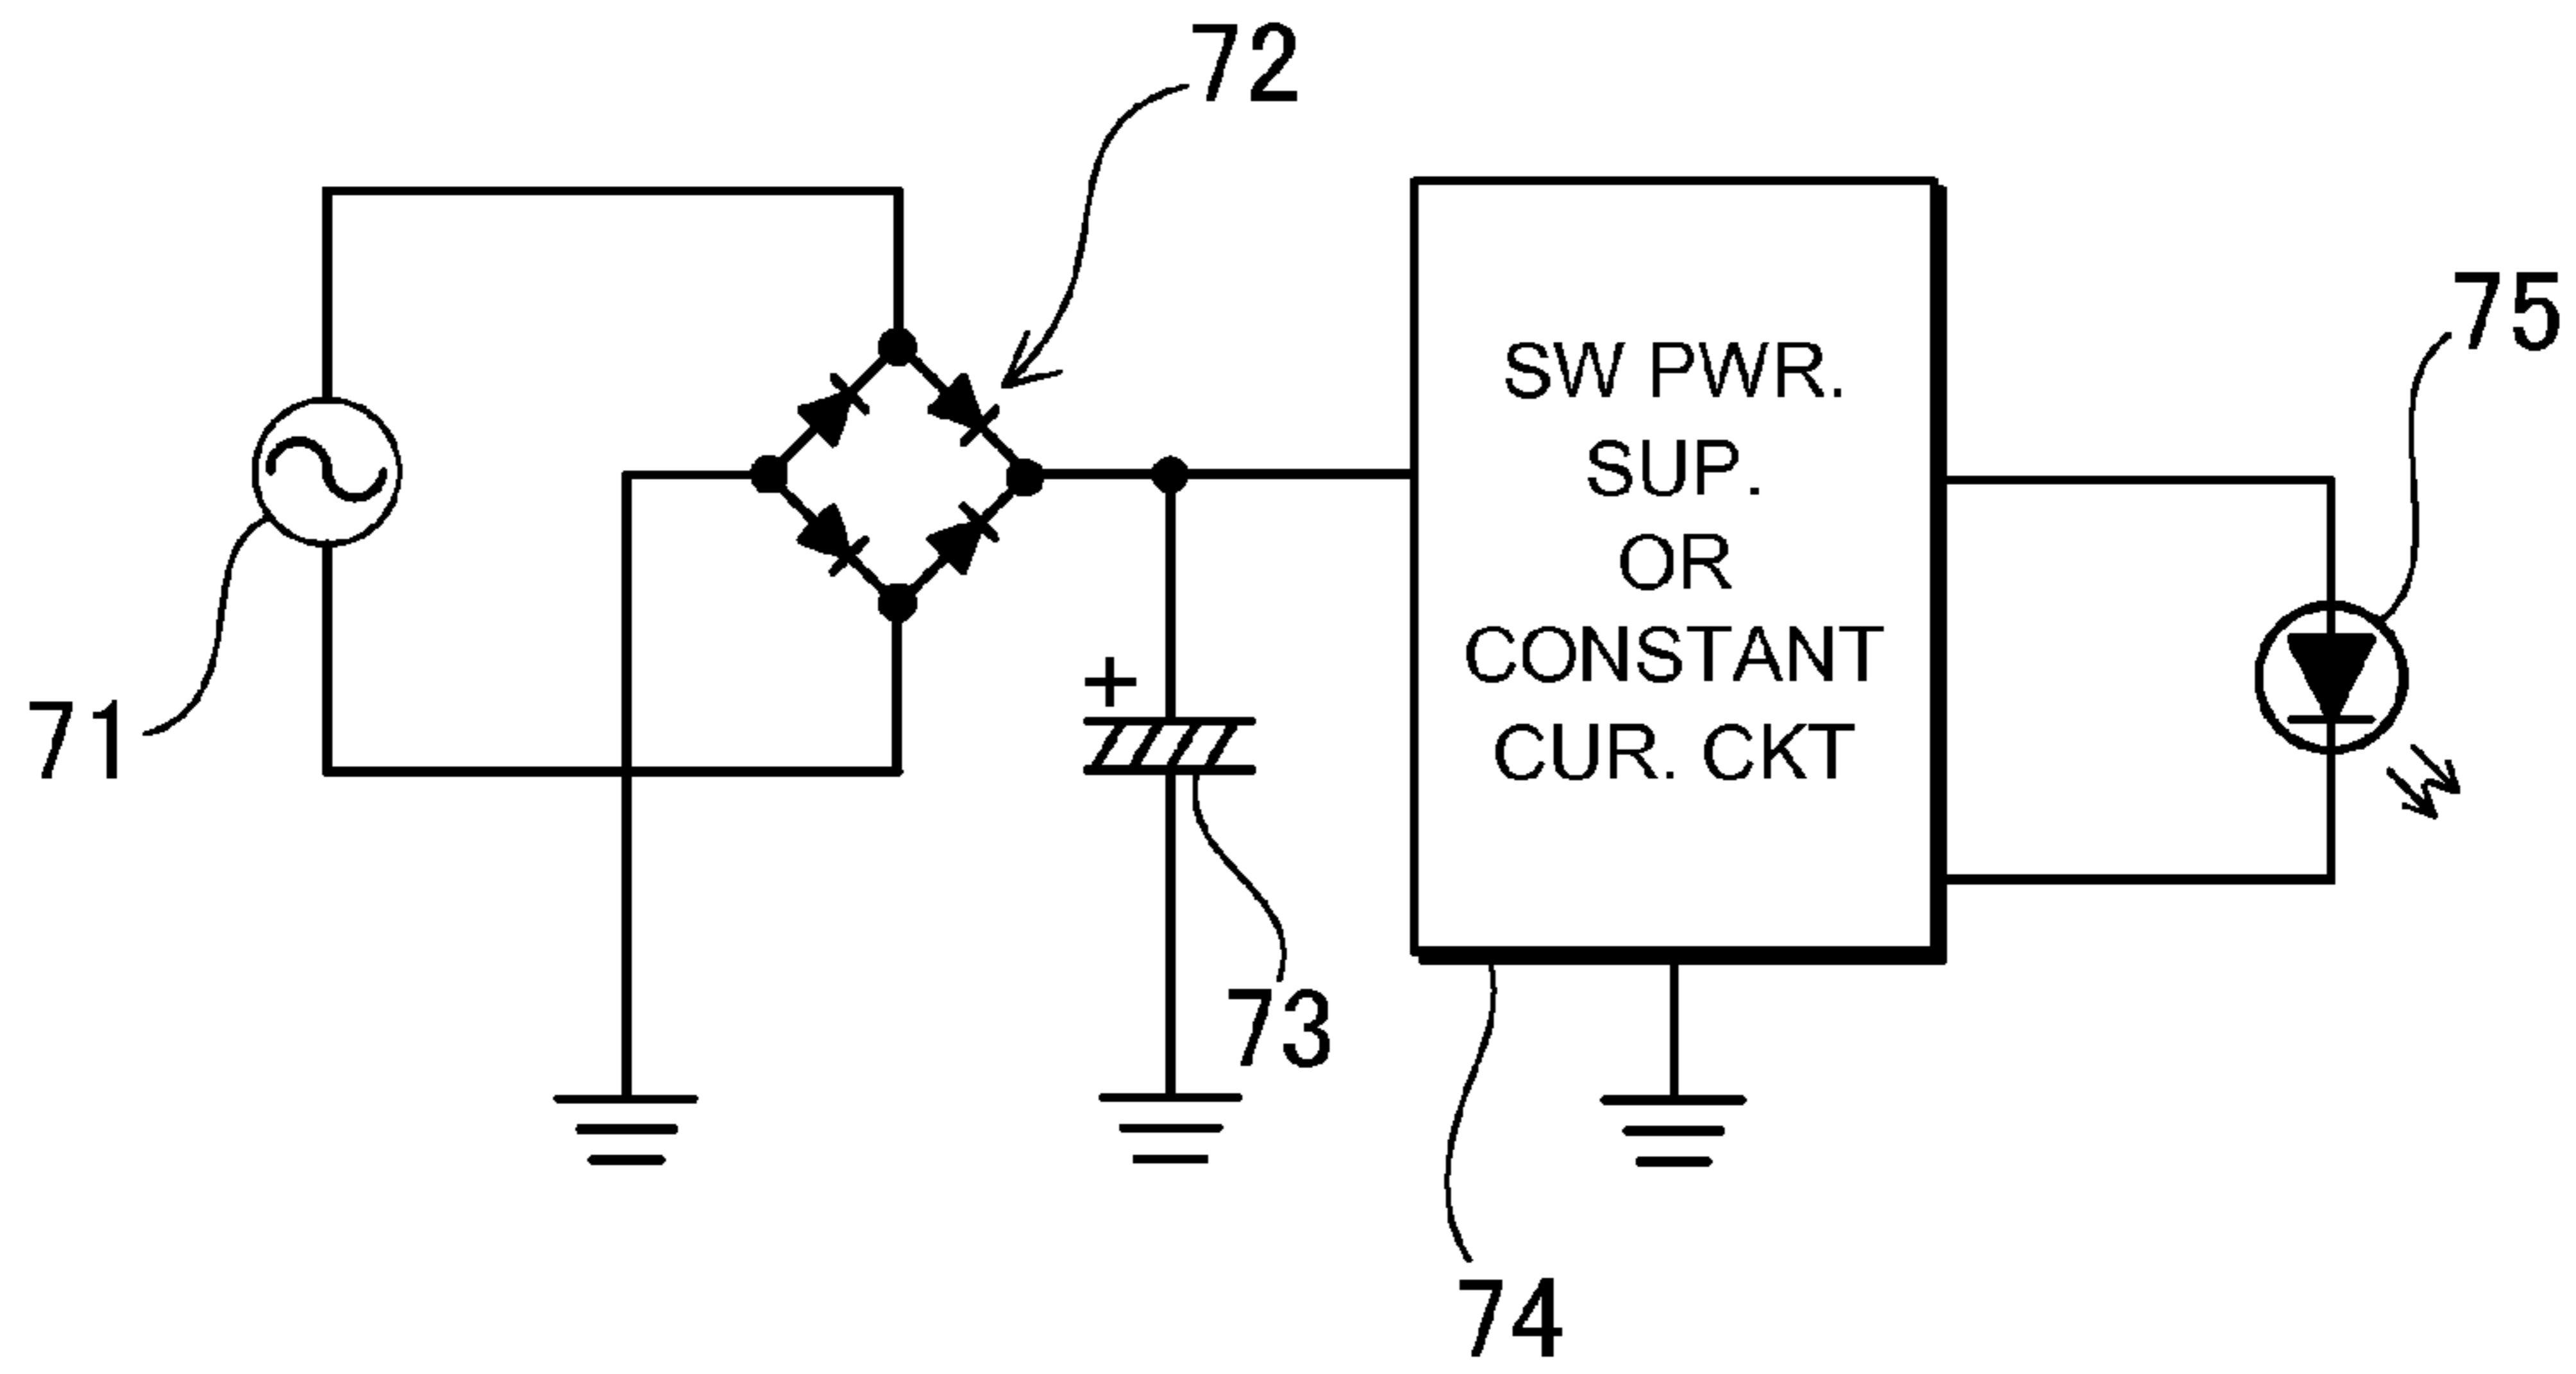 72
75
SW PWR.
SUP.
OR
CONSTANT
CUR. CKT
71
+
73
74